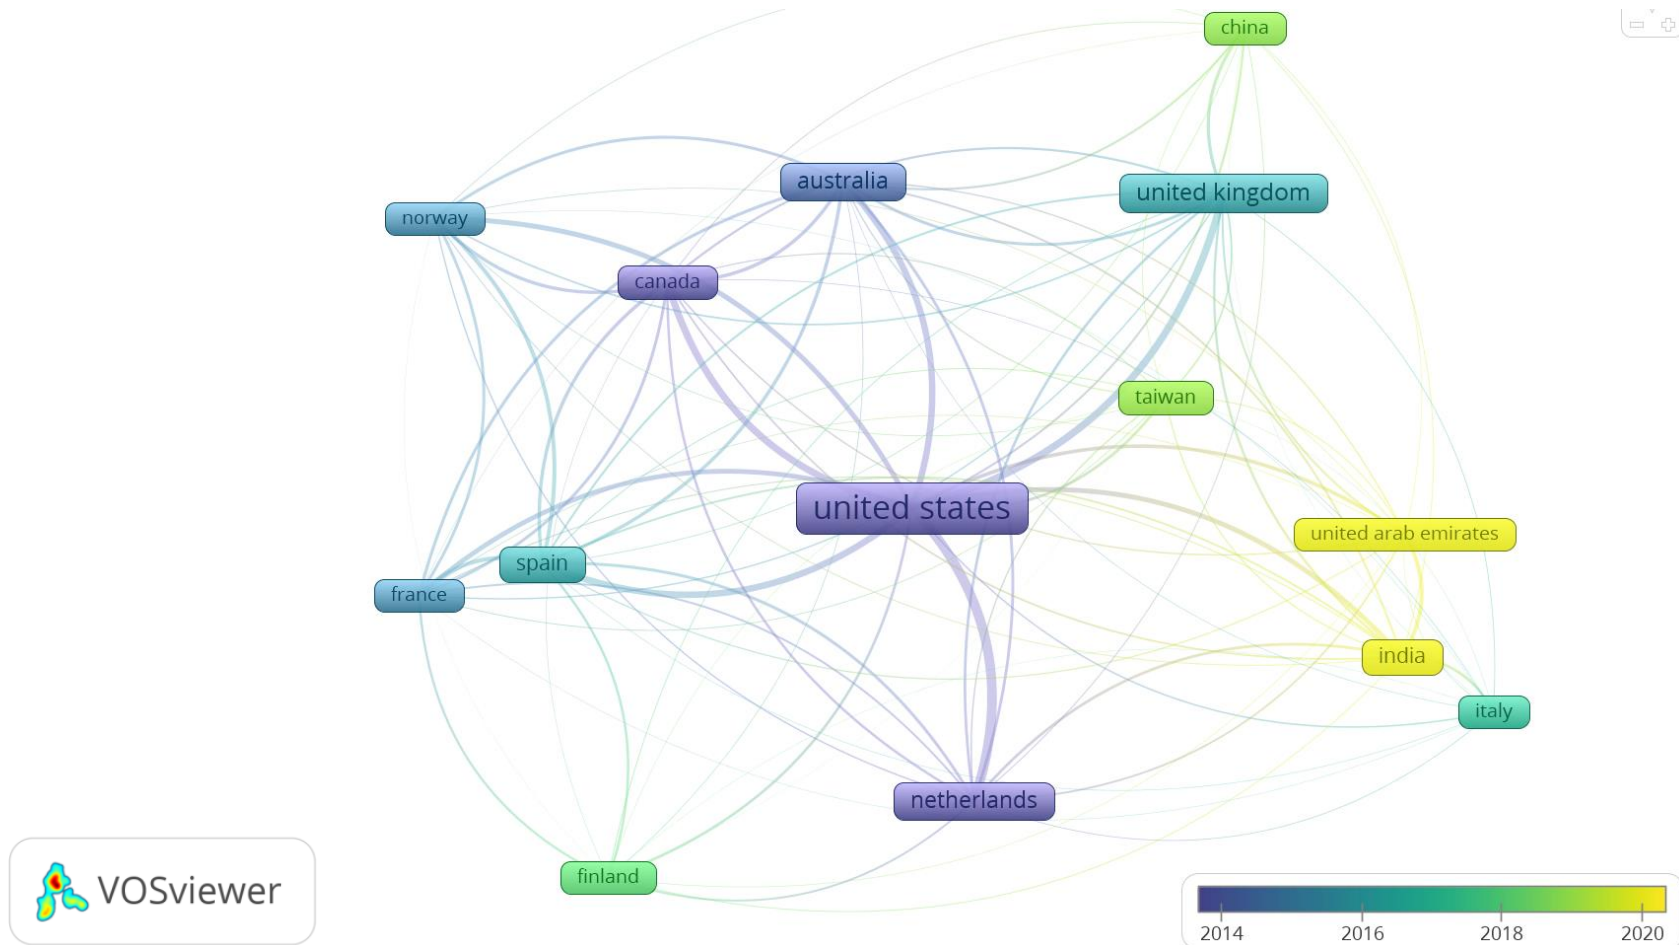 china
australia
united kingdom
norway
canada
taiwan
united states
united arab emirates
spain
france
india
italy
netherlands
finland
VOSviewer
2014 2016 2018 2020